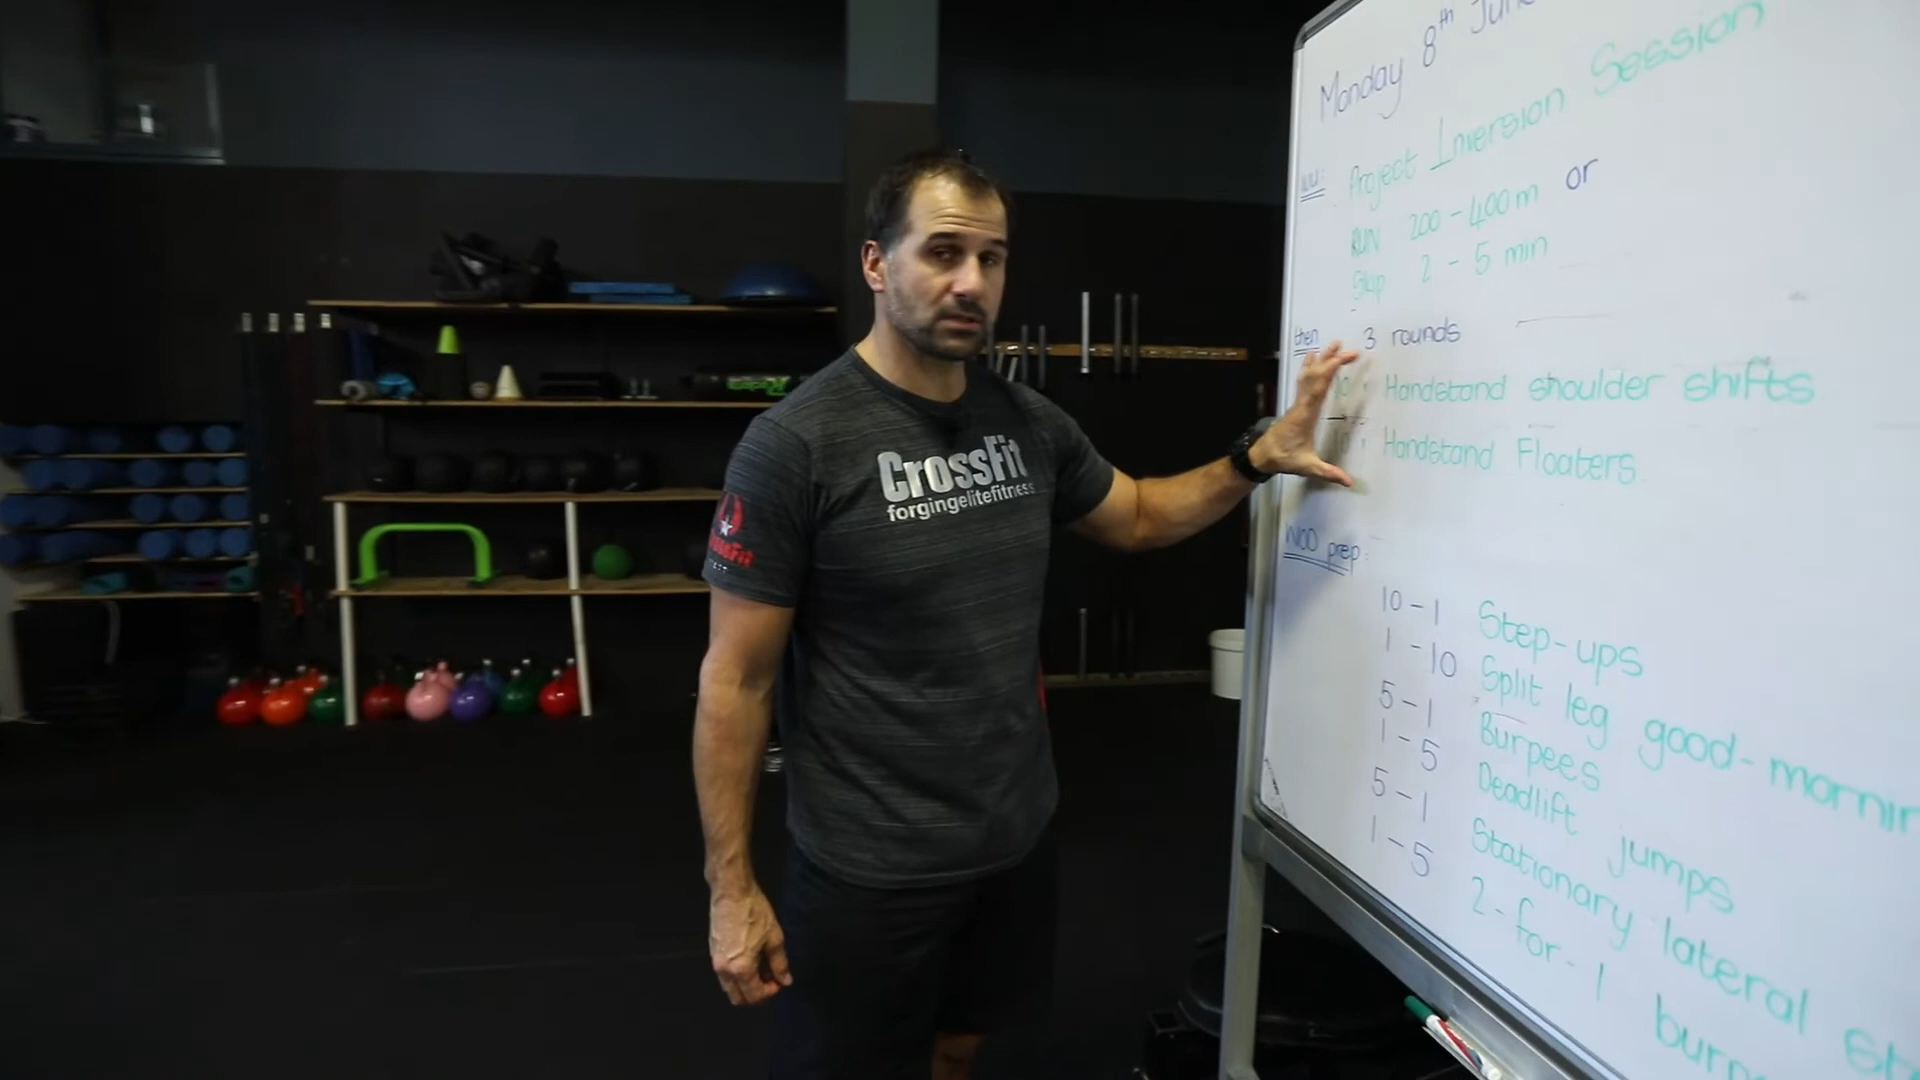 Monday 8th June
Project Inversion Session
WU: RUN 200 - 400m or
Skip 2 - 5 min
then 3 rounds
10 : Handstand shoulder shifts
: Handstand Floaters.
WOD prep:
10 - 1 Step-ups
1 - 10 Split leg good-mornin
5 - 1 Burpees
1 - 5 Deadlift jumps
5 - 1 Stationary lateral
1 - 5 2-for-1
CrossFit
forgingelitefitness
CrossFit